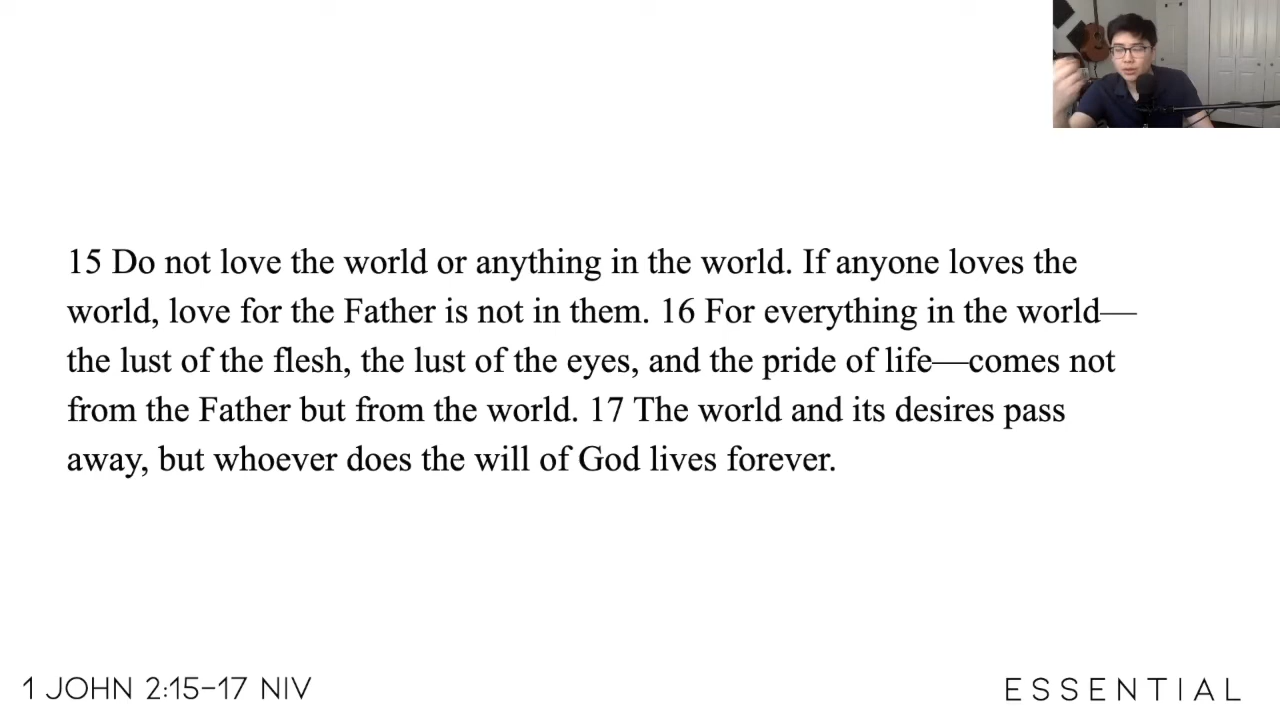 15 Do not love the world or anything in the world. If anyone loves the
world, love for the Father is not in them. 16 For everything in the world—
the lust of the flesh, the lust of the eyes, and the pride of life—comes not
from the Father but from the world. 17 The world and its desires pass
away, but whoever does the will of God lives forever.
1 JOHN 2:15-17 NIV
ESSENTIAL